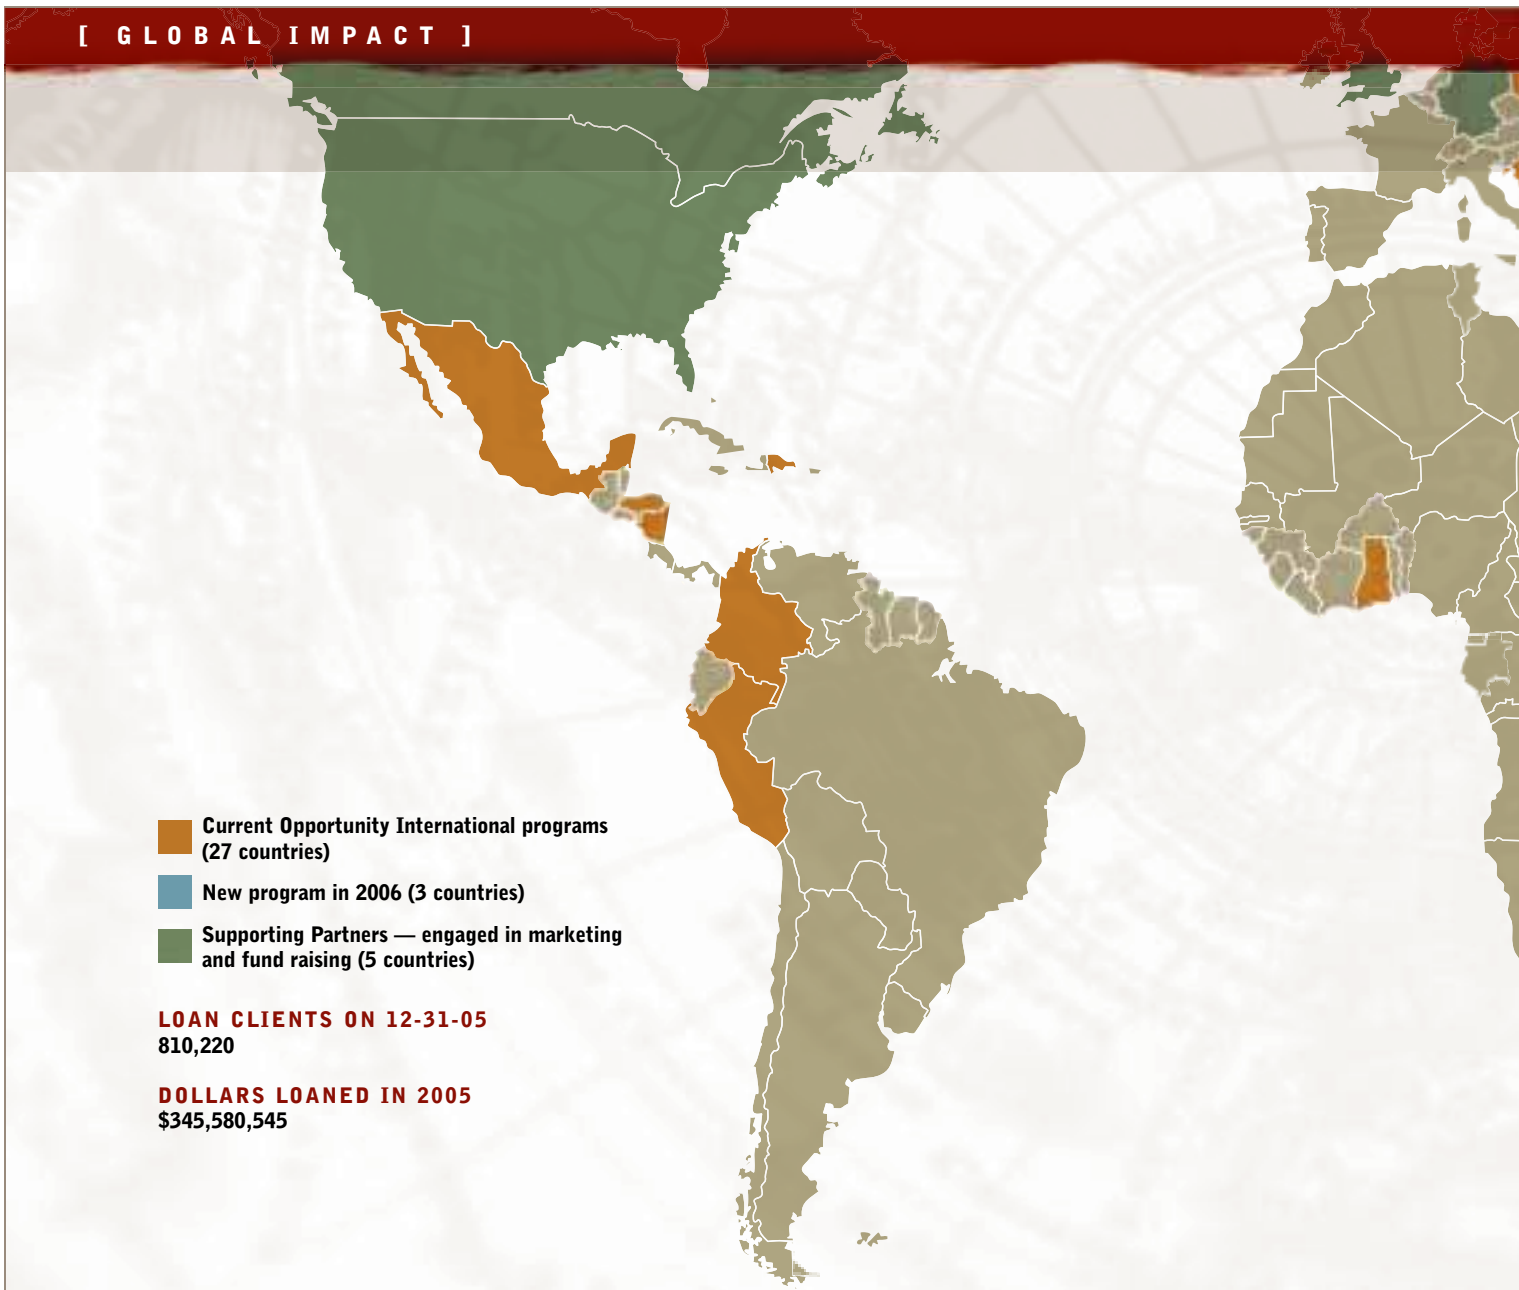 [ GLOBAL IMPACT ]
Current Opportunity International programs
(27 countries)
New program in 2006 (3 countries)
Supporting Partners — engaged in marketing
and fund raising (5 countries)
LOAN CLIENTS ON 12-31-05
810,220
DOLLARS LOANED IN 2005
$345,580,545